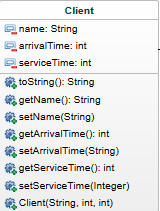 Client
name: String
arrivalTime: int
serviceTime: int
toString(): String
getName(): String
setName(String)
getArrivalTime(): int
setArrivalTime(String)
getServiceTime(): int
setServiceTime(Integer)
Client(String, int, int)